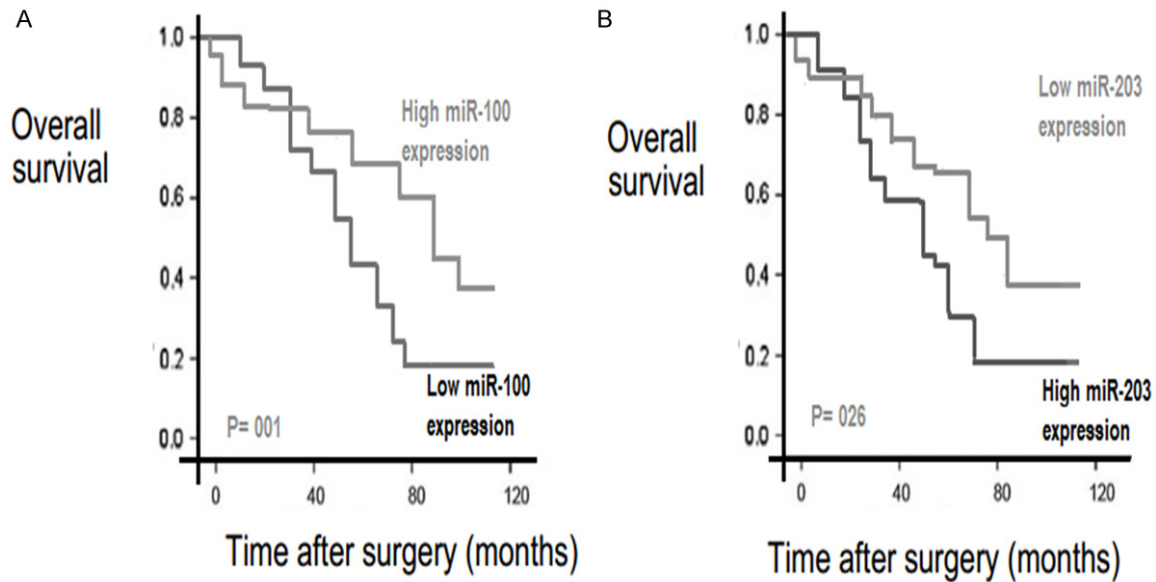 A
1.0
0.8
0.6
0.4
0.2
0.0
Overall
survival
High miR-100
expression
Low miR-100
expression
P= 001
0 40 80 120
Time after surgery (months)
B
1.0
0.8
0.6
0.4
0.2
0.0
Overall
survival
Low miR-203
expression
High miR-203
expression
P= 026
0 40 80 120
Time after surgery (months)